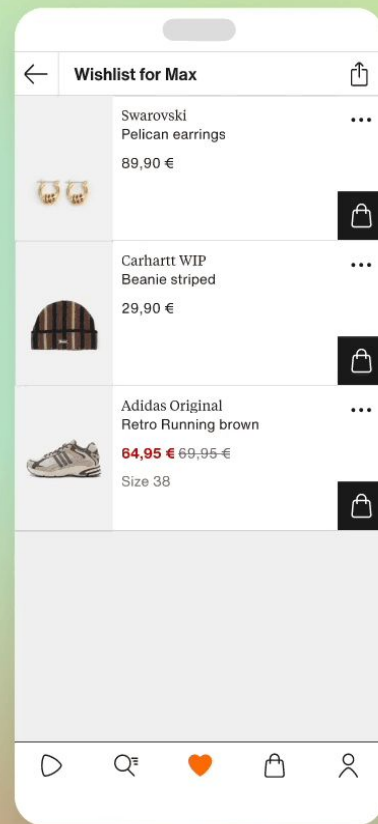 Wishlist for Max
Swarovski
Pelican earrings
89,90 €
Carhartt WIP
Beanie striped
29,90 €
Adidas Original
Retro Running brown
64,95 € 69,95 €
Size 38